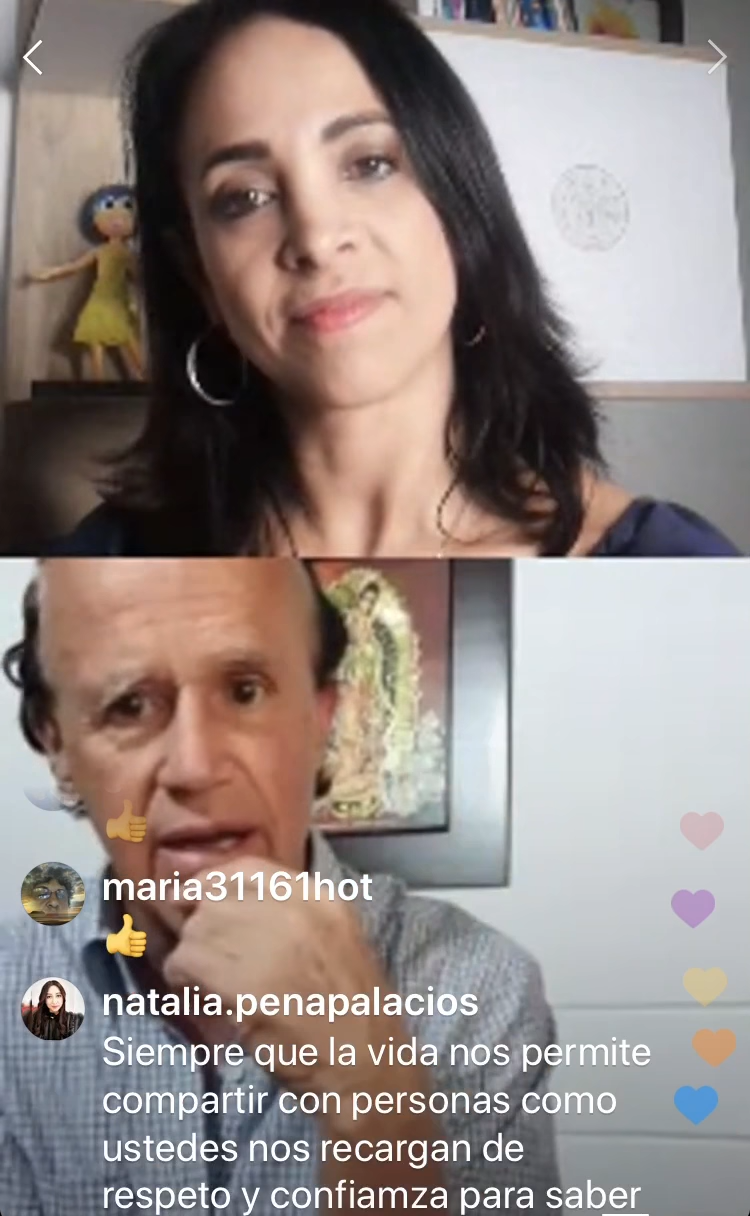 maria31161hot
👍
natalia.penapalacios
Siempre que la vida nos permite
compartir con personas como
ustedes nos recargan de
respeto y confiamza para saber